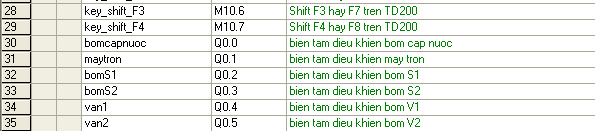 28 key_shift_F3 M10.6 Shift F3 hay F7 tren TD200
29 key_shift_F4 M10.7 Shift F4 hay F8 tren TD200
30 bomcapnuoc Q0.0 bien tam dieu khien bom cap nuoc
31 maytron Q0.1 bien tam dieu khien may tron
32 bomS1 Q0.2 bien tam dieu khien bom S1
33 bomS2 Q0.3 bien tam dieu khien bom S2
34 van1 Q0.4 bien tam dieu khien bom V1
35 van2 Q0.5 bien tam dieu khien bom V2